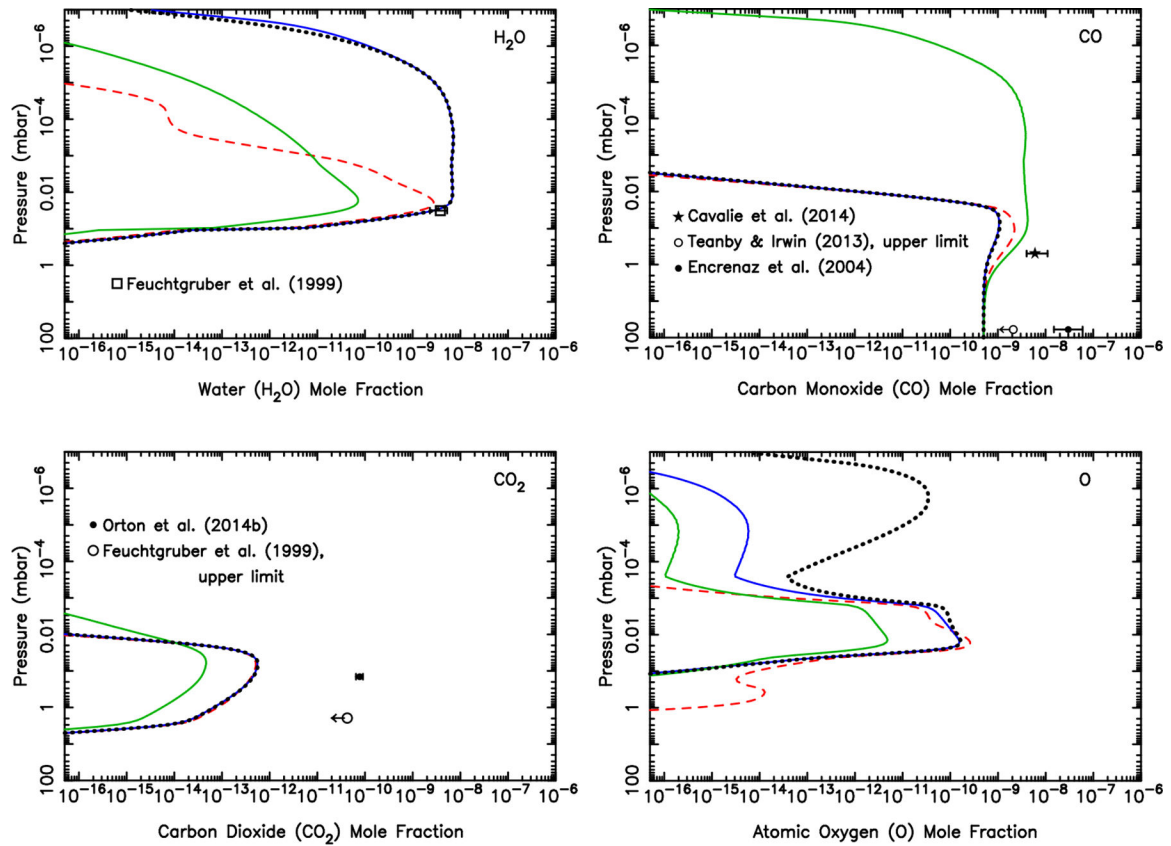 H₂O
Pressure (mbar)
10⁻⁶
10⁻⁴
0.01
1
100
Feuchtgruber et al. (1999)
10⁻¹⁶ 10⁻¹⁵ 10⁻¹⁴ 10⁻¹³ 10⁻¹² 10⁻¹¹ 10⁻¹⁰ 10⁻⁹ 10⁻⁸ 10⁻⁷ 10⁻⁶
Water (H₂O) Mole Fraction
CO
Pressure (mbar)
10⁻⁶
10⁻⁴
0.01
1
100
Cavalie et al. (2014)
Teanby & Irwin (2013), upper limit
Encrenaz et al. (2004)
10⁻¹⁶ 10⁻¹⁵ 10⁻¹⁴ 10⁻¹³ 10⁻¹² 10⁻¹¹ 10⁻¹⁰ 10⁻⁹ 10⁻⁸ 10⁻⁷ 10⁻⁶
Carbon Monoxide (CO) Mole Fraction
CO₂
Pressure (mbar)
10⁻⁶
10⁻⁴
0.01
1
100
Orton et al. (2014b)
Feuchtgruber et al. (1999),
upper limit
10⁻¹⁶ 10⁻¹⁵ 10⁻¹⁴ 10⁻¹³ 10⁻¹² 10⁻¹¹ 10⁻¹⁰ 10⁻⁹ 10⁻⁸ 10⁻⁷ 10⁻⁶
Carbon Dioxide (CO₂) Mole Fraction
O
Pressure (mbar)
10⁻⁶
10⁻⁴
0.01
1
100
10⁻¹⁶ 10⁻¹⁵ 10⁻¹⁴ 10⁻¹³ 10⁻¹² 10⁻¹¹ 10⁻¹⁰ 10⁻⁹ 10⁻⁸ 10⁻⁷ 10⁻⁶
Atomic Oxygen (O) Mole Fraction